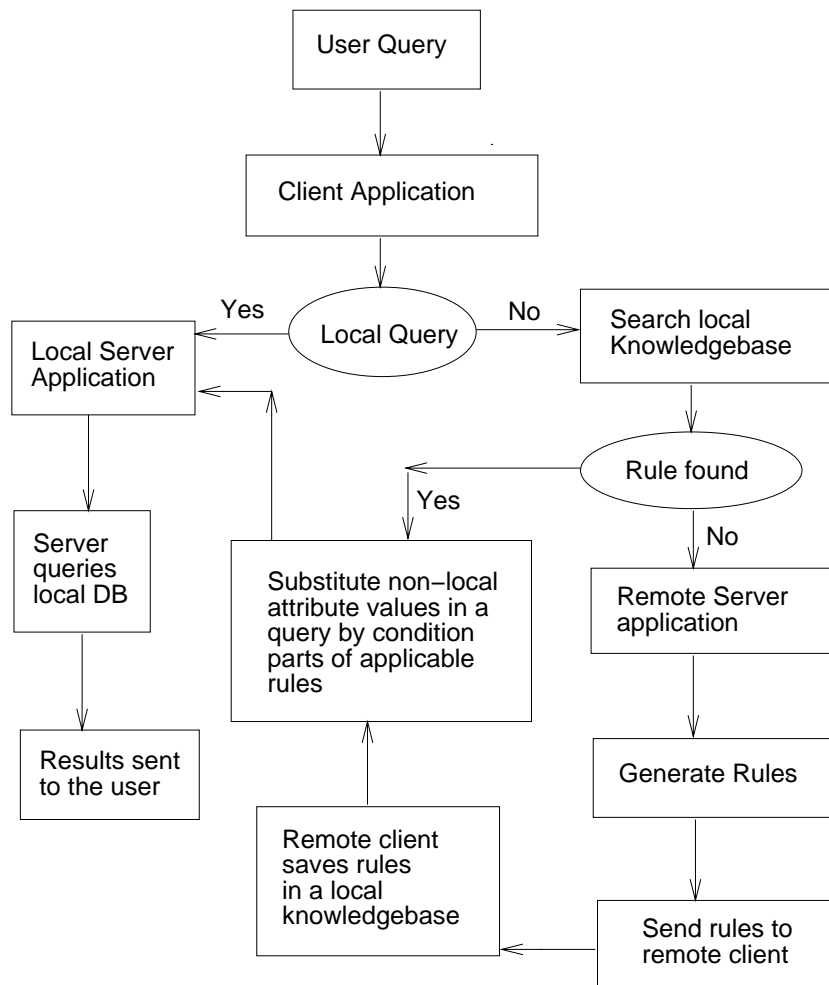 User Query
Client Application
Yes
No
Local Query
Search local
Knowledgebase
Local Server
Application
Rule found
Yes
No
Server
queries
local DB
Substitute non−local
attribute values in a
query by condition
parts of applicable
rules
Remote Server
application
Results sent
to the user
Generate Rules
Remote client
saves rules
in a local
knowledgebase
Send rules to
remote client